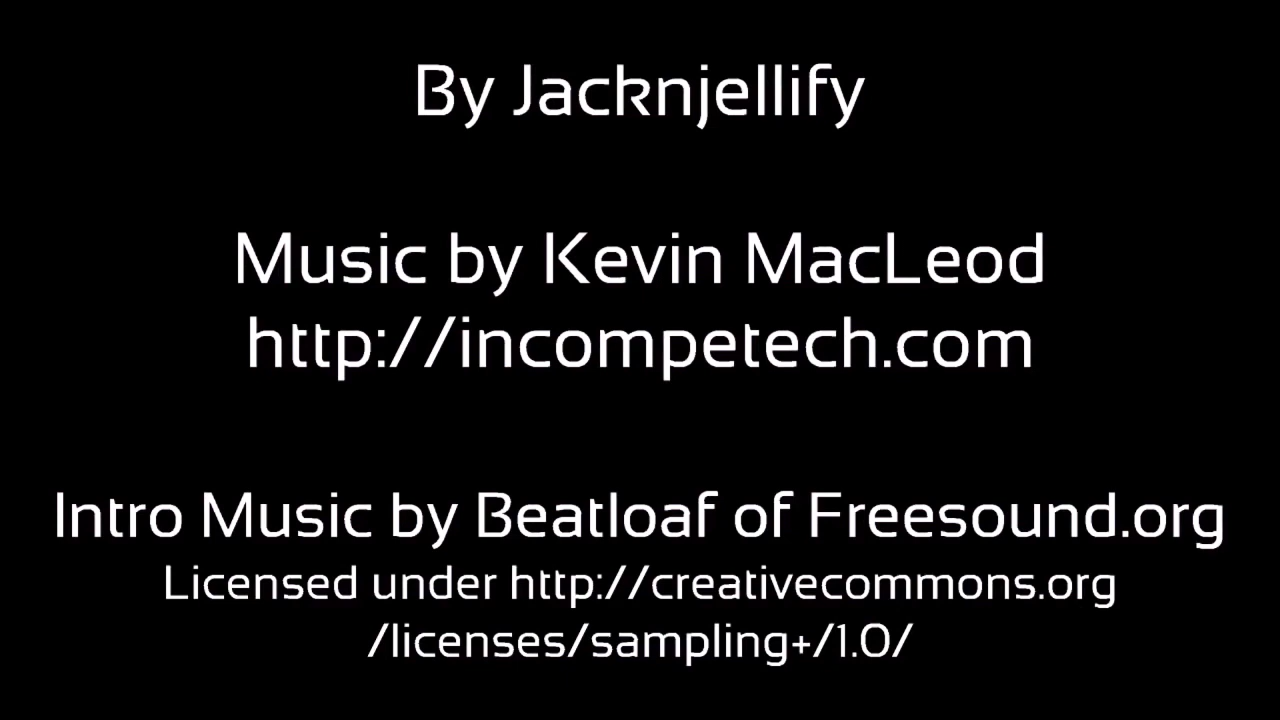 By Jacknjellify
Music by Kevin MacLeod
http://incompetech.com
Intro Music by Beatloaf of Freesound.org
Licensed under http://creativecommons.org
/licenses/sampling+/1.0/